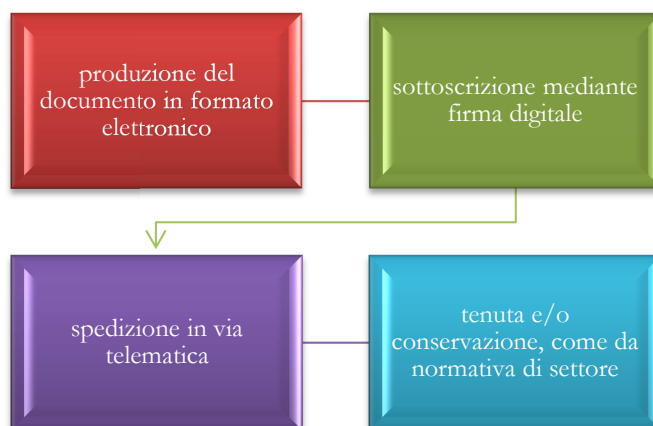 produzione del
documento in formato
elettronico
sottoscrizione mediante
firma digitale
spedizione in via
telematica
tenuta e/o
conservazione, come da
normativa di settore